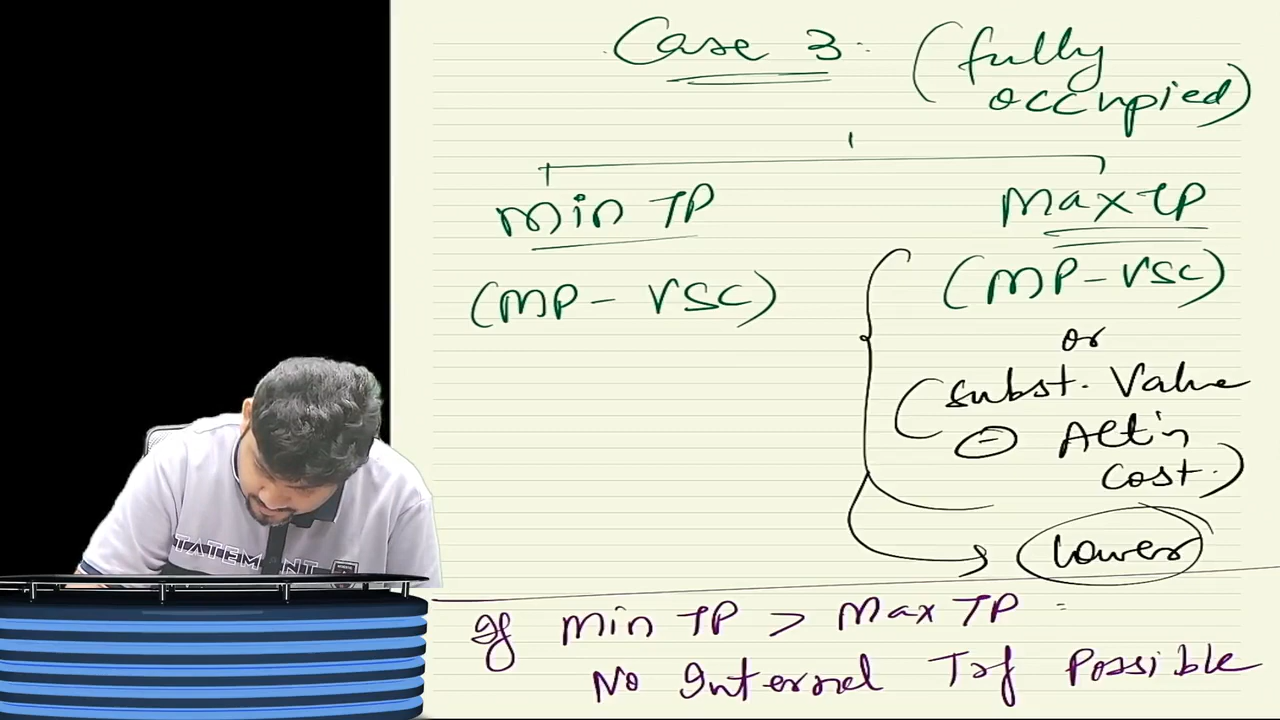 Case 3: (fully
occupied)
Min TP
Max TP
(MP - VSC)
(MP - VSC)
or
(Subst. Value
⊖ Alt'n
Cost.)
Lower
If Min TP > Max TP =
No Internal Tsf Possible
TATEMENT